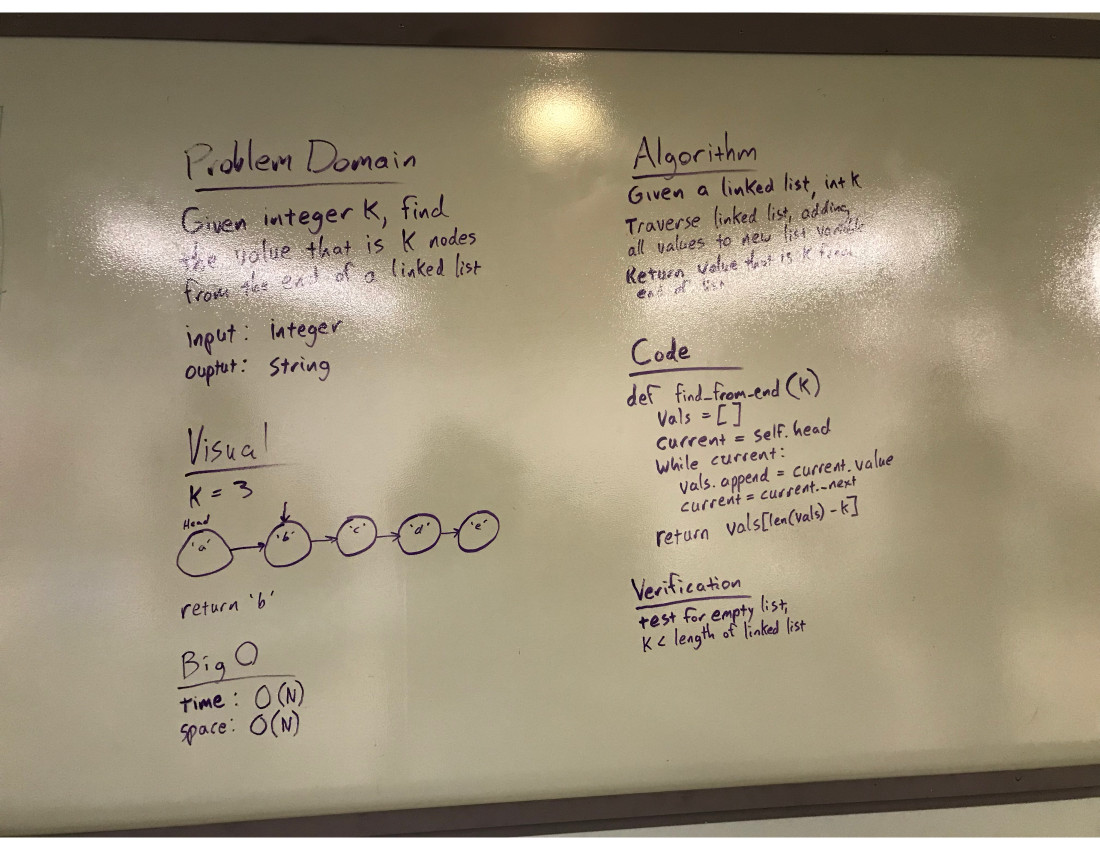 Problem Domain
Given integer K, find
the value that is K nodes
from the end of a linked list
input: integer
ouptut: string
Visual
K = 3
Head
'a' 'b' 'c' 'd' 'e'
return 'b'
Big O
time: O(N)
space: O(N)
Algorithm
Given a linked list, int K
Traverse linked list, adding
all values to new list variable
Return value that is K from
end of list
Code
def find_from_end(K)
vals = []
current = self.head
while current:
vals.append = current.value
current = current._next
return vals[len(vals) - k]
Verification
test for empty list,
K < length of linked list